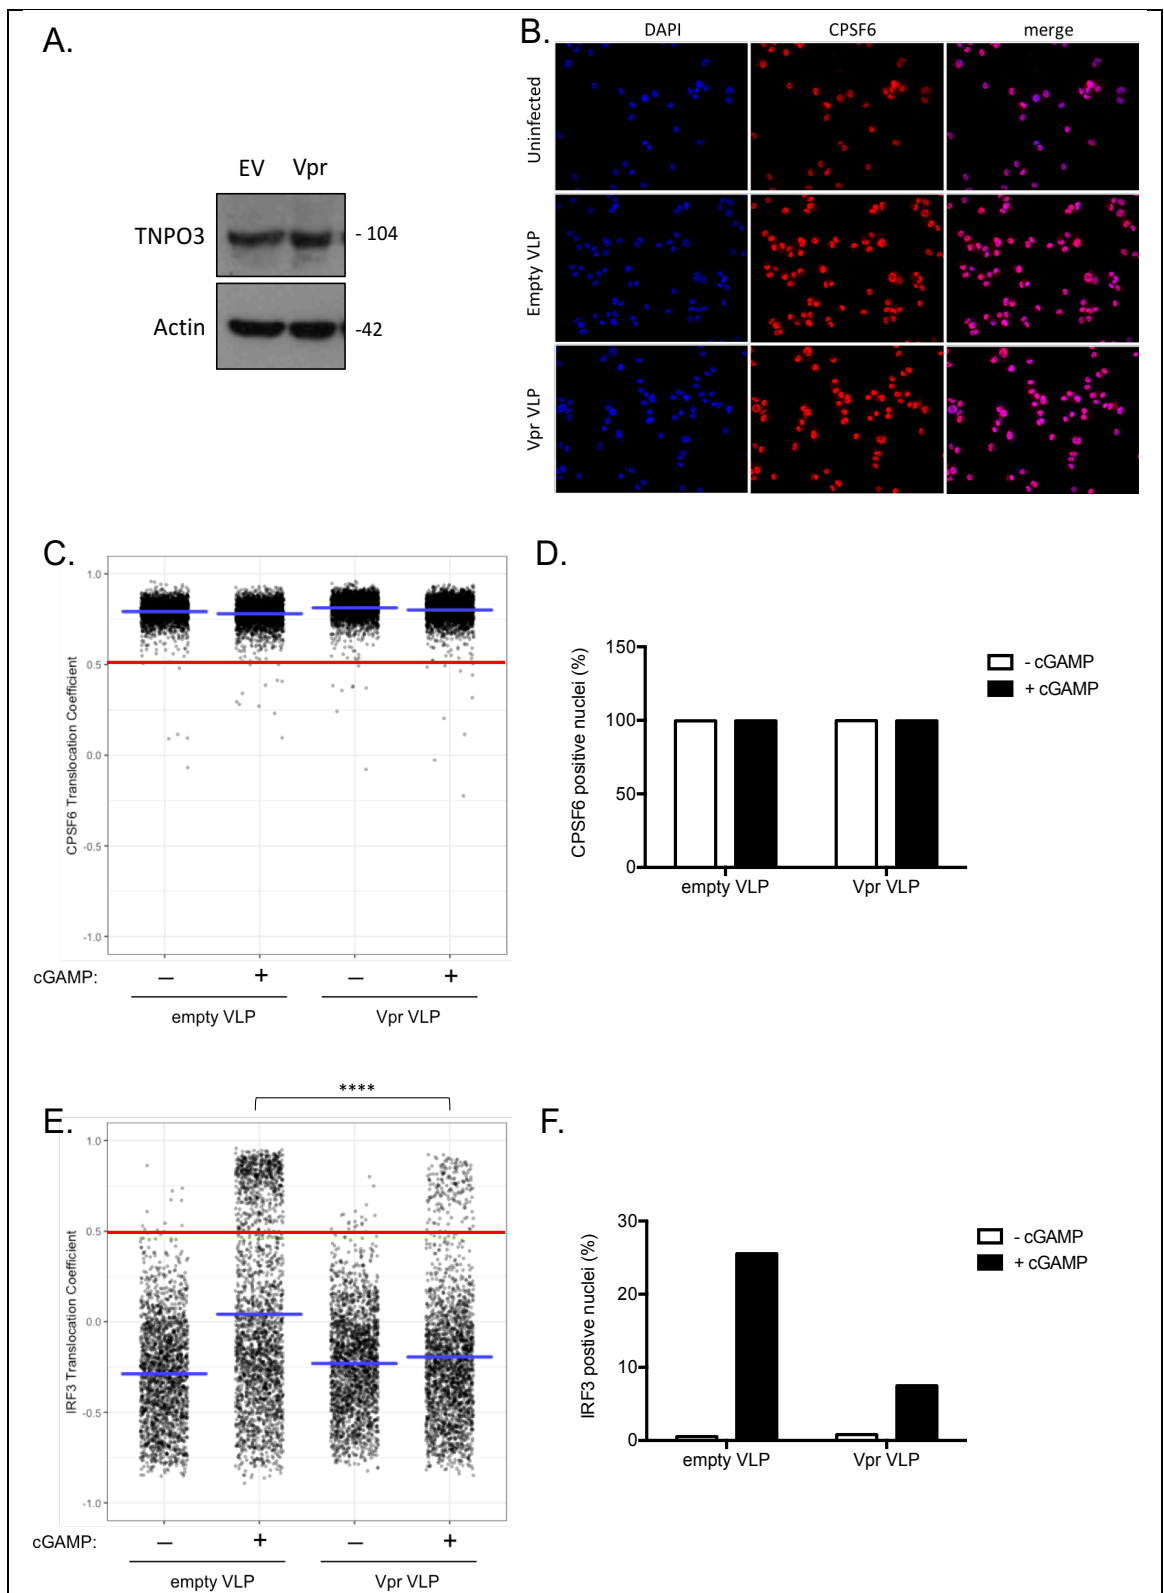 A.
EV Vpr
TNPO3
- 104
Actin
-42
B.
DAPI CPSF6 merge
Uninfected
Empty VLP
Vpr VLP
C.
CPSF6 Translocation Coefficient
1.0
0.5
0.0
-0.5
-1.0
cGAMP: – + – +
empty VLP Vpr VLP
D.
CPSF6 positive nuclei (%)
150
100
50
0
empty VLP Vpr VLP
- cGAMP
+ cGAMP
E.
****
IRF3 Translocation Coefficient
1.0
0.5
0.0
-0.5
-1.0
cGAMP: – + – +
empty VLP Vpr VLP
F.
IRF3 postive nuclei (%)
30
20
10
0
empty VLP Vpr VLP
- cGAMP
+ cGAMP